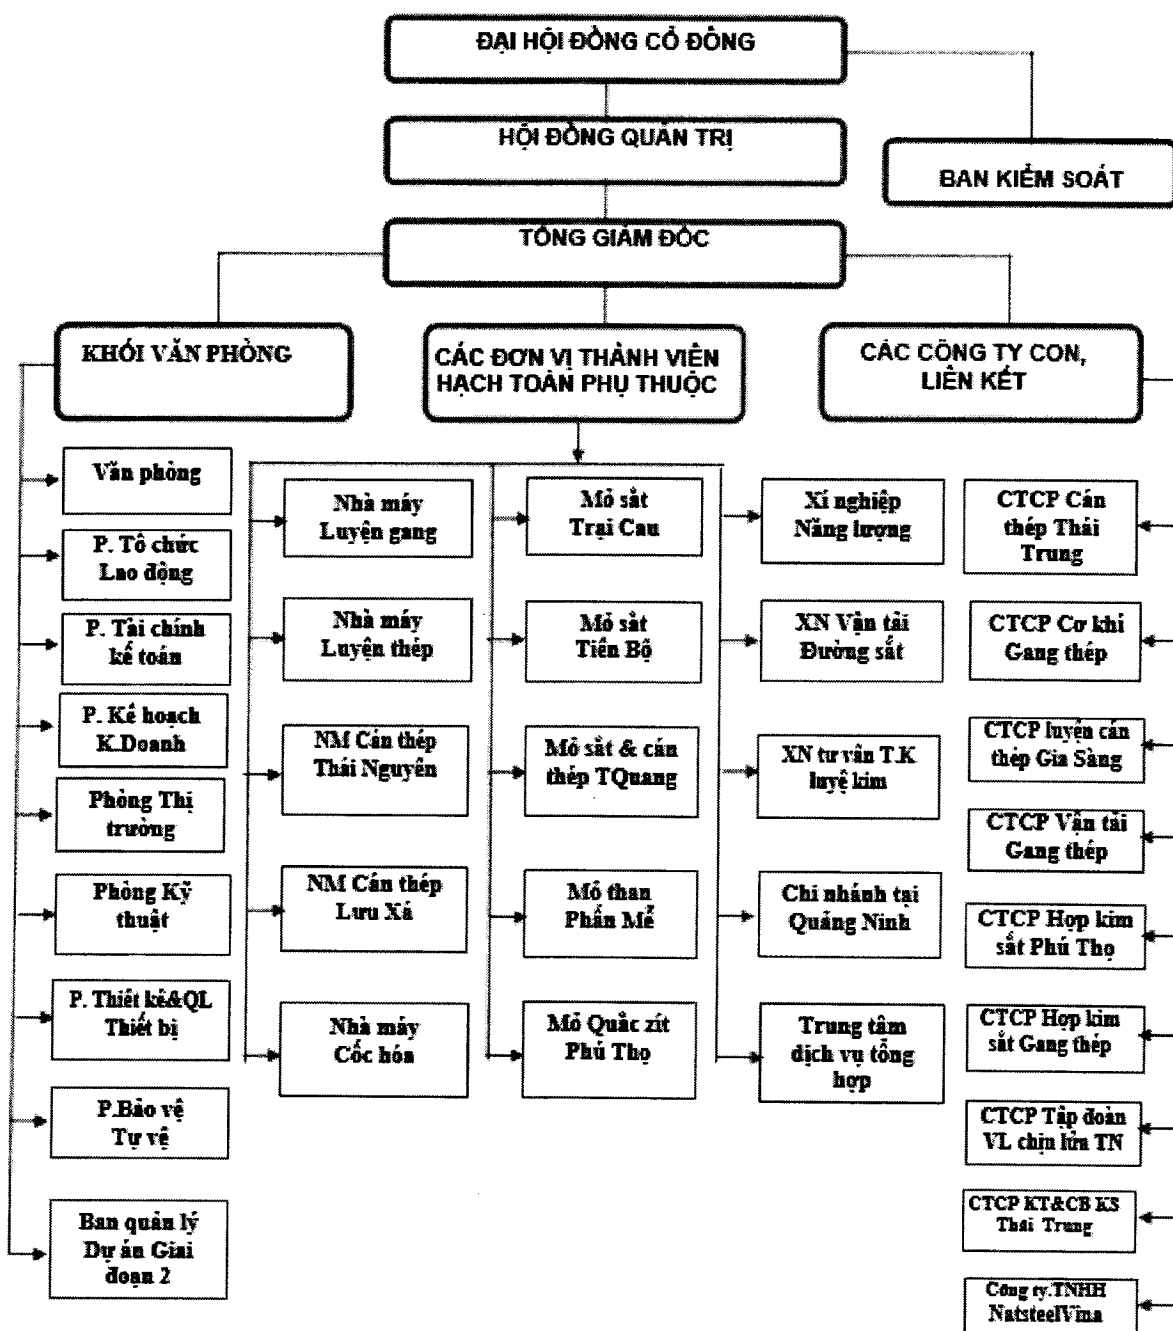 ĐẠI HỘI ĐỒNG CỔ ĐÔNG
HỘI ĐỒNG QUẢN TRỊ
BAN KIỂM SOÁT
TỔNG GIÁM ĐỐC
KHỐI VĂN PHÒNG
CÁC ĐƠN VỊ THÀNH VIÊN
HẠCH TOÁN PHỤ THUỘC
CÁC CÔNG TY CON,
LIÊN KẾT
Văn phòng
P. Tổ chức
Lao động
P. Tài chính
kế toán
P. Kế hoạch
K.Doanh
Phòng Thị
trường
Phòng Kỹ
thuật
P. Thiết kế&QL
Thiết bị
P.Bảo vệ
Tự vệ
Ban quản lý
Dự án Giai
đoạn 2
Nhà máy
Luyện gang
Nhà máy
Luyện thép
NM Cán thép
Thái Nguyên
NM Cán thép
Lưu Xá
Nhà máy
Cốc hóa
Mỏ sắt
Trại Cau
Mỏ sắt
Tiến Bộ
Mỏ sắt & cán
thép TQuang
Mỏ than
Phấn Mễ
Mỏ Quắc zít
Phú Thọ
Xí nghiệp
Năng lượng
XN Vận tải
Đường sắt
XN tư vấn T.K
luyệ kim
Chi nhánh tại
Quảng Ninh
Trung tâm
dịch vụ tổng
hợp
CTCP Cán
thép Thái
Trung
CTCP Cơ khí
Gang thép
CTCP luyện cán
thép Gia Sàng
CTCP Vận tải
Gang thép
CTCP Hợp kim
sắt Phú Thọ
CTCP Hợp kim
sắt Gang thép
CTCP Tập đoàn
VL chịu lửa TN
CTCP KT&CB KS
Thái Trung
Công ty.TNHH
NatsteelVina